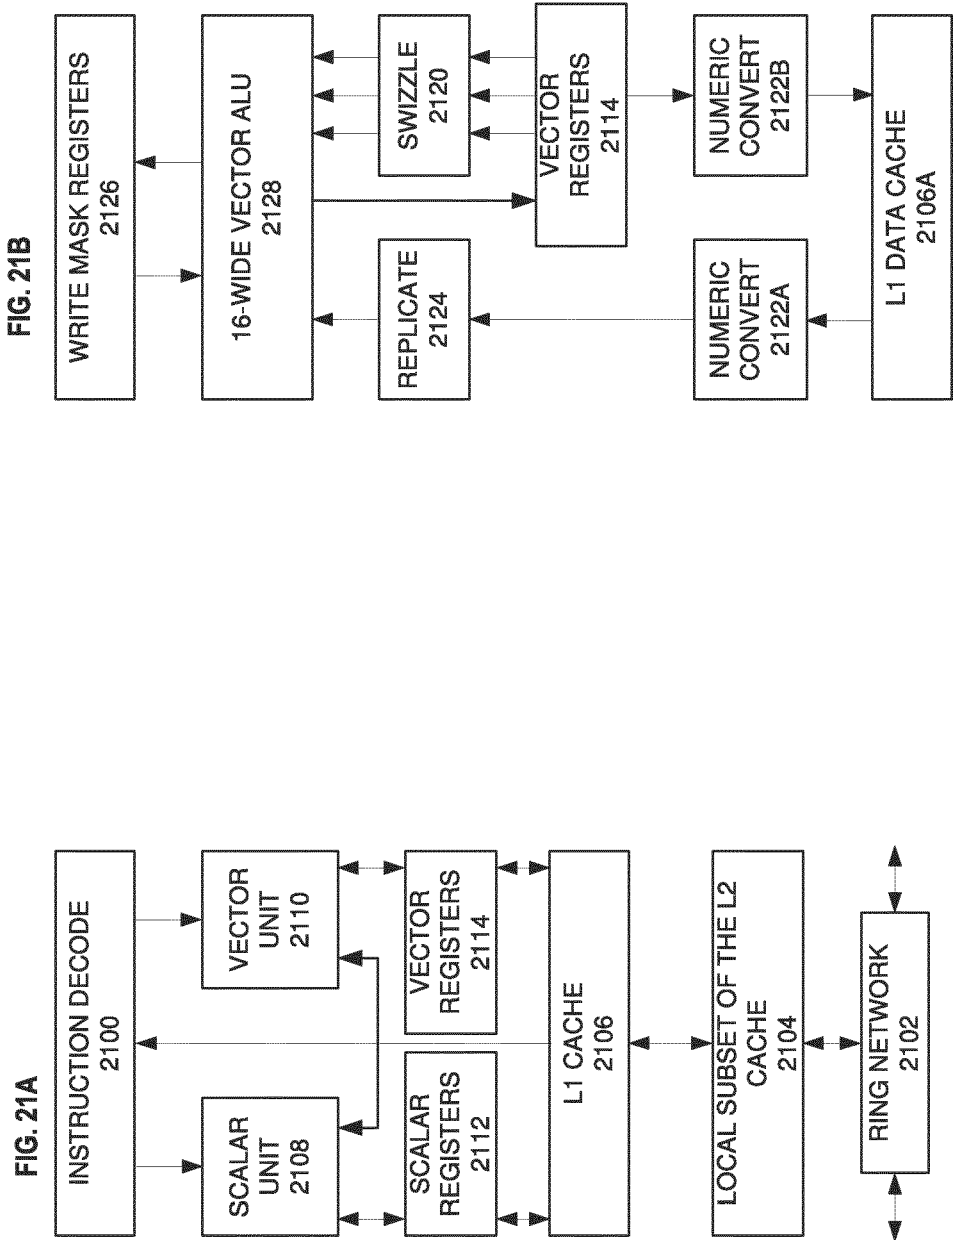 FIG. 21A
INSTRUCTION DECODE
2100
SCALAR
UNIT
2108
VECTOR
UNIT
2110
SCALAR
REGISTERS
2112
VECTOR
REGISTERS
2114
L1 CACHE
2106
LOCAL SUBSET OF THE L2
CACHE
2104
RING NETWORK
2102
FIG. 21B
WRITE MASK REGISTERS
2126
16-WIDE VECTOR ALU
2128
REPLICATE
2124
SWIZZLE
2120
VECTOR
REGISTERS
2114
NUMERIC
CONVERT
2122A
NUMERIC
CONVERT
2122B
L1 DATA CACHE
2106A